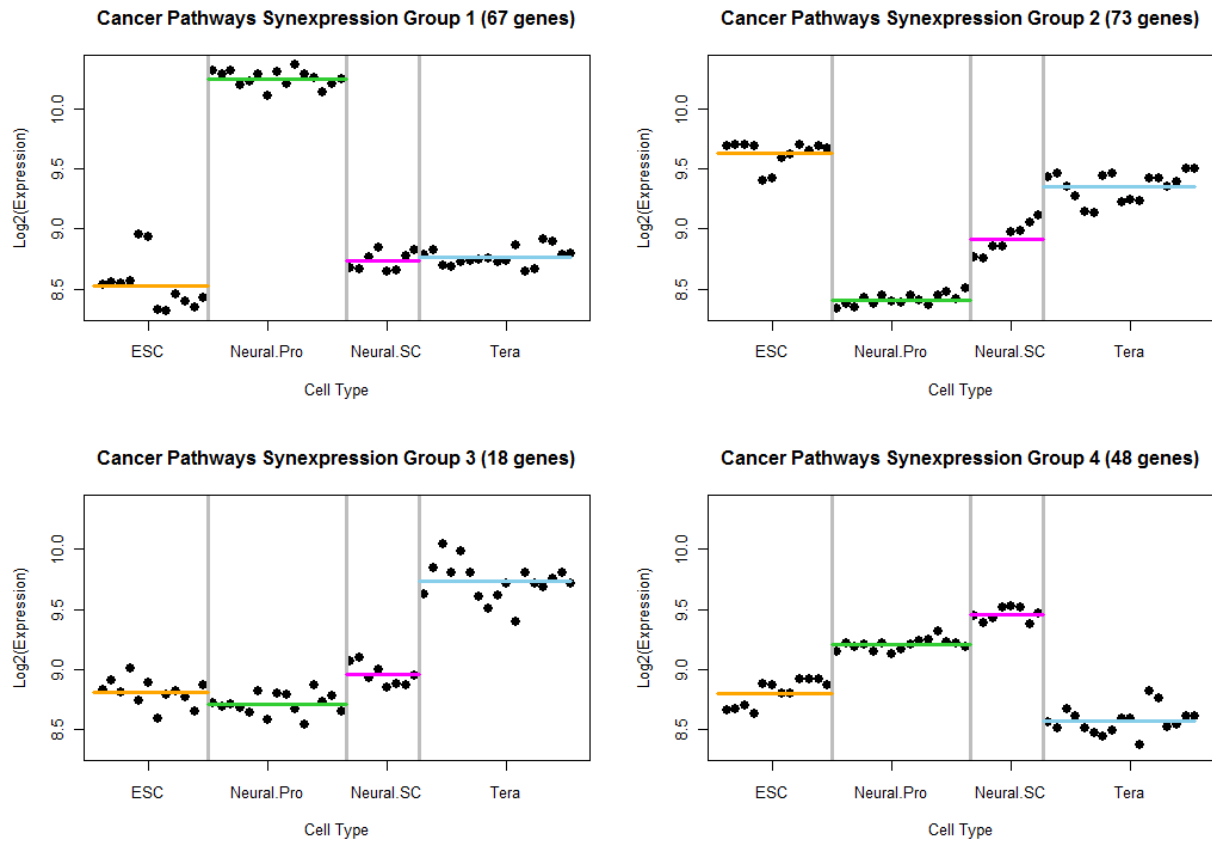 Cancer Pathways Synexpression Group 1 (67 genes)
Log2(Expression)
10.0
9.5
9.0
8.5
ESC Neural.Pro Neural.SC Tera
Cell Type
Cancer Pathways Synexpression Group 2 (73 genes)
Log2(Expression)
10.0
9.5
9.0
8.5
ESC Neural.Pro Neural.SC Tera
Cell Type
Cancer Pathways Synexpression Group 3 (18 genes)
Log2(Expression)
10.0
9.5
9.0
8.5
ESC Neural.Pro Neural.SC Tera
Cell Type
Cancer Pathways Synexpression Group 4 (48 genes)
Log2(Expression)
10.0
9.5
9.0
8.5
ESC Neural.Pro Neural.SC Tera
Cell Type